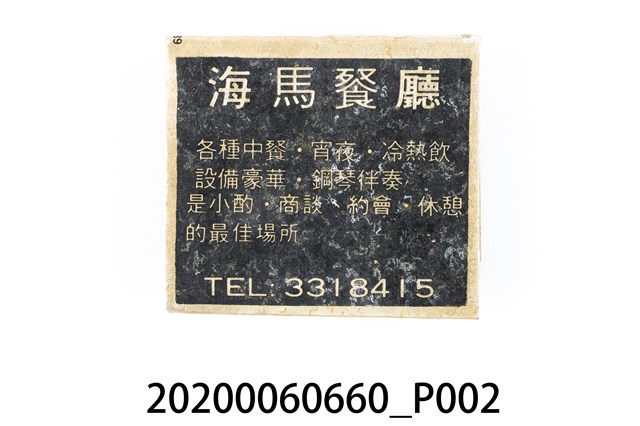 海馬餐廳
各種中餐・宵夜・冷熱飲
設備豪華・鋼琴伴奏
是小酌・商談、約會・休憩
的最佳場所
TEL: 3318415
20200060660_P002